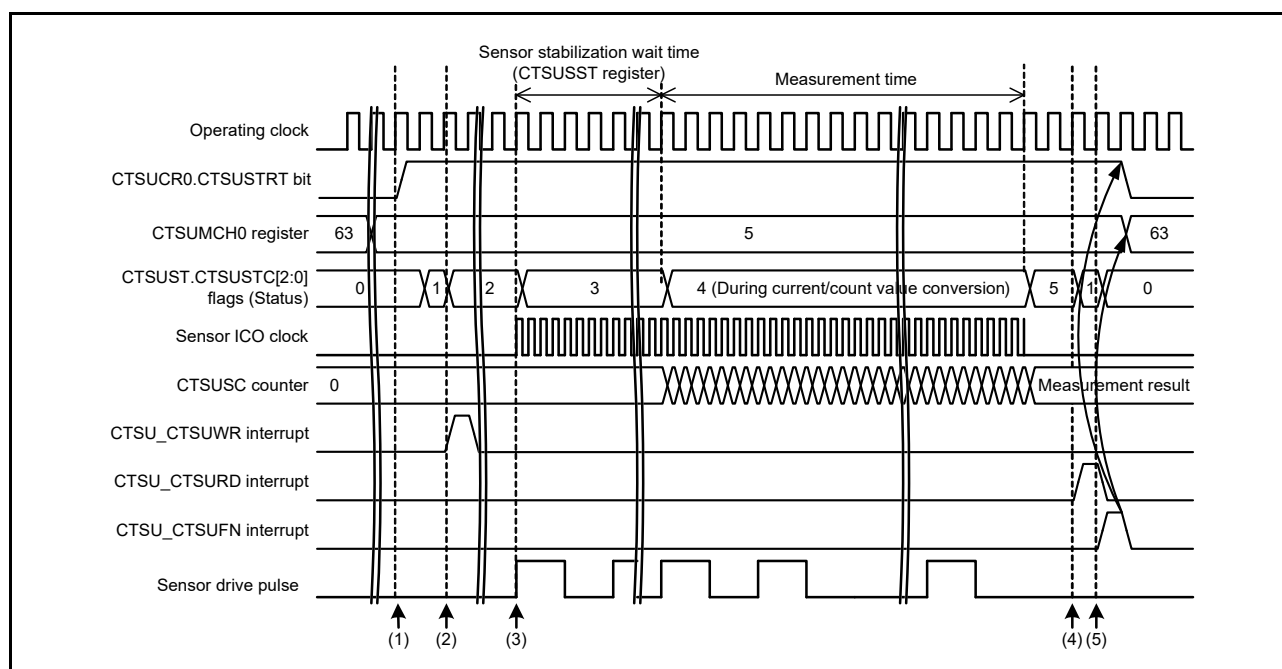 Sensor stabilization wait time
(CTSUSST register)
Measurement time
Operating clock
CTSUCR0.CTSUSTRT bit
CTSUMCH0 register
63
5
63
CTSUST.CTSUSTC[2:0]
flags (Status)
0
1
2
3
4 (During current/count value conversion)
5
1
0
Sensor ICO clock
CTSUSC counter
0
Measurement result
CTSU_CTSUWR interrupt
CTSU_CTSURD interrupt
CTSU_CTSUFN interrupt
Sensor drive pulse
(1)
(2)
(3)
(4)
(5)